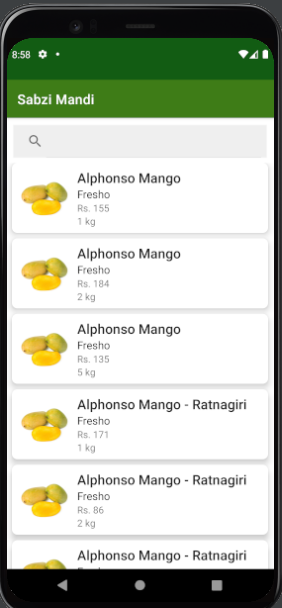 8:58
Sabzi Mandi
Alphonso Mango
Fresho
Rs. 155
1 kg
Alphonso Mango
Fresho
Rs. 184
2 kg
Alphonso Mango
Fresho
Rs. 135
5 kg
Alphonso Mango - Ratnagiri
Fresho
Rs. 171
1 kg
Alphonso Mango - Ratnagiri
Fresho
Rs. 86
2 kg
Alphonso Mango - Ratnagiri